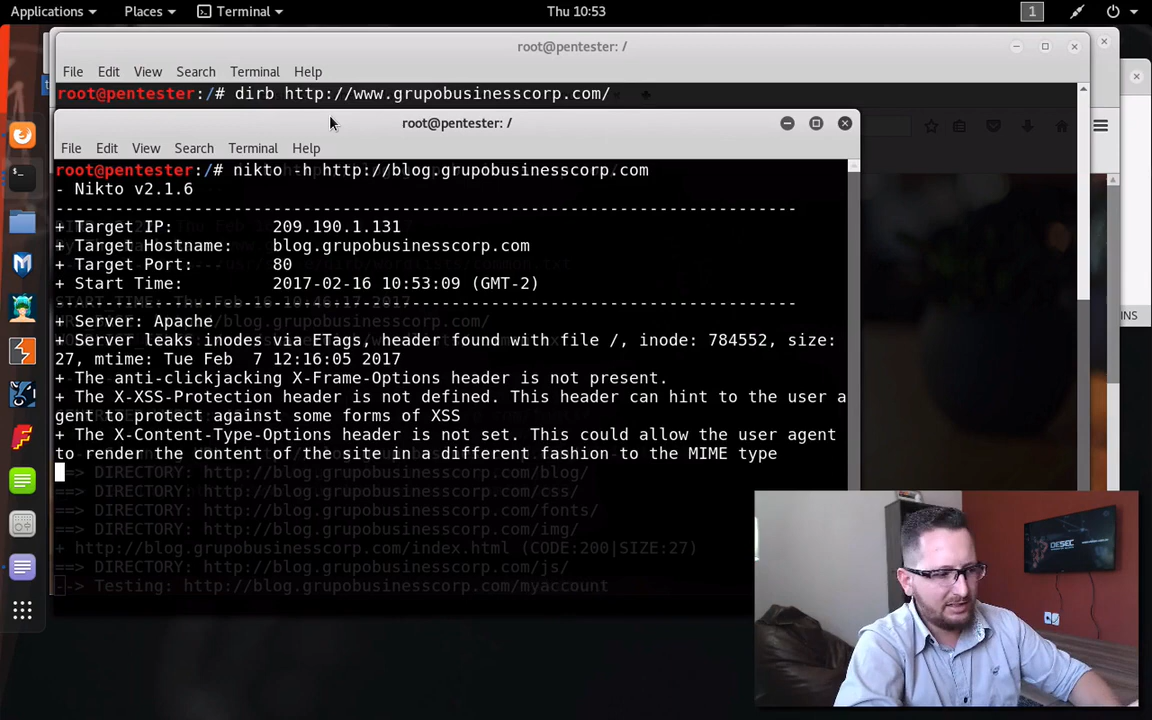 Applications Places Terminal Thu 10:53 1
root@pentester: /
File Edit View Search Terminal Help
root@pentester:/# dirb http://www.grupobusinesscorp.com/
root@pentester: /
File Edit View Search Terminal Help
root@pentester:/# nikto -h http://blog.grupobusinesscorp.com
- Nikto v2.1.6
---------------------------------------------------------------------------
+ Target IP: 209.190.1.131
+ Target Hostname: blog.grupobusinesscorp.com
+ Target Port: 80
+ Start Time: 2017-02-16 10:53:09 (GMT-2)
---------------------------------------------------------------------------
+ Server: Apache
+ Server leaks inodes via ETags, header found with file /, inode: 784552, size:
27, mtime: Tue Feb 7 12:16:05 2017
+ The anti-clickjacking X-Frame-Options header is not present.
+ The X-XSS-Protection header is not defined. This header can hint to the user a
gent to protect against some forms of XSS
+ The X-Content-Type-Options header is not set. This could allow the user agent
to render the content of the site in a different fashion to the MIME type
==> DIRECTORY: http://blog.grupobusinesscorp.com/blog/
==> DIRECTORY: http://blog.grupobusinesscorp.com/css/
==> DIRECTORY: http://blog.grupobusinesscorp.com/fonts/
==> DIRECTORY: http://blog.grupobusinesscorp.com/img/
+ http://blog.grupobusinesscorp.com/index.html (CODE:200|SIZE:27)
==> DIRECTORY: http://blog.grupobusinesscorp.com/js/
-> Testing: http://blog.grupobusinesscorp.com/myaccount
INS
DESEC